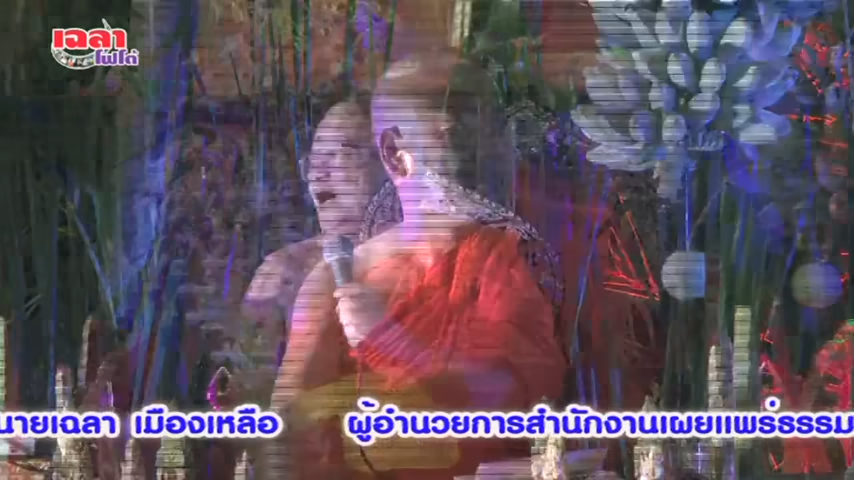 เฉลา
โฟโต้
นายเฉลา เมืองเหลือ ผู้อำนวยการสำนักงานเผยแพร่ธรรม